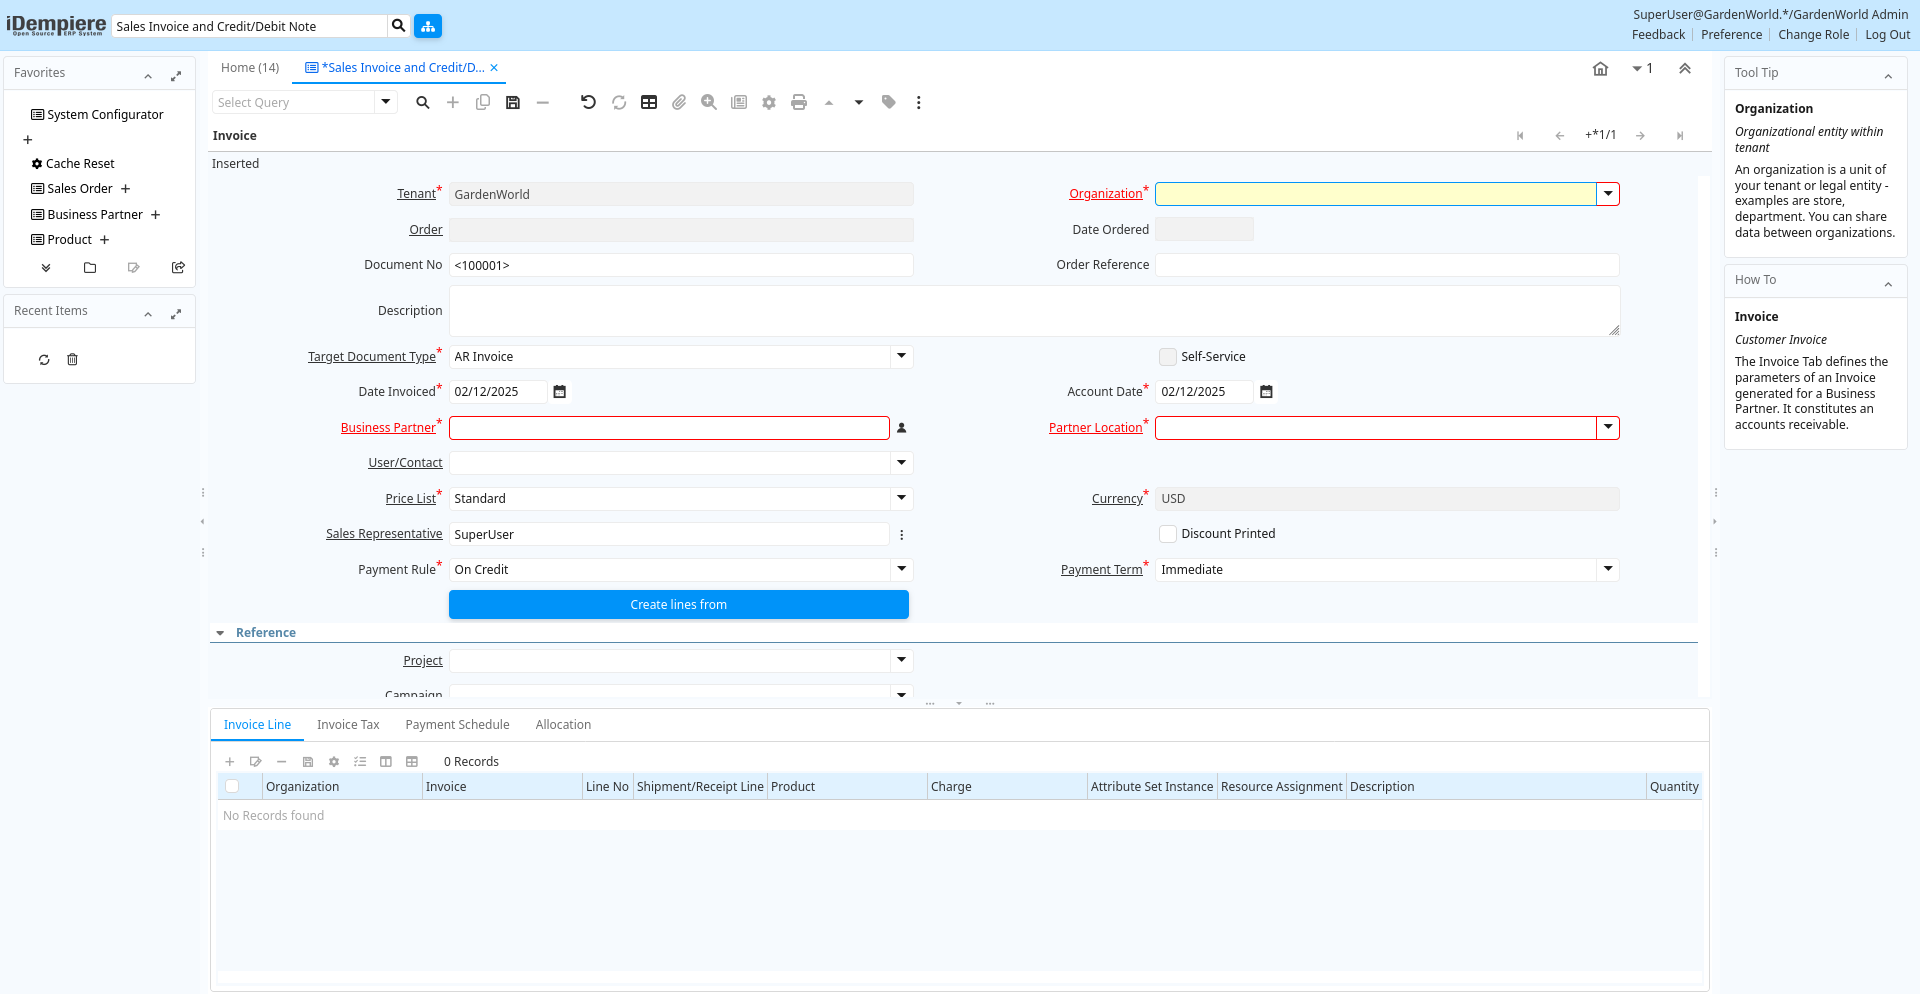 iDempiere
Open Source ERP System
Sales Invoice and Credit/Debit Note
SuperUser@GardenWorld.*/GardenWorld Admin
Feedback
Preference
Change Role
Log Out
Favorites
System Configurator
Cache Reset
Sales Order
Business Partner
Product
Recent Items
Home (14)
*Sales Invoice and Credit/D...
1
Select Query
Invoice
+*1/1
Inserted
Tenant*
GardenWorld
Organization*
Order
Date Ordered
Document No
<100001>
Order Reference
Description
Target Document Type*
AR Invoice
Self-Service
Date Invoiced*
02/12/2025
Account Date*
02/12/2025
Business Partner*
Partner Location*
User/Contact
Price List*
Standard
Currency*
USD
Sales Representative
SuperUser
Discount Printed
Payment Rule*
On Credit
Payment Term*
Immediate
Create lines from
Reference
Project
Campaign
Invoice Line
Invoice Tax
Payment Schedule
Allocation
0 Records
Organization
Invoice
Line No
Shipment/Receipt Line
Product
Charge
Attribute Set Instance
Resource Assignment
Description
Quantity
No Records found
Tool Tip
Organization
Organizational entity within
tenant
An organization is a unit of
your tenant or legal entity -
examples are store,
department. You can share
data between organizations.
How To
Invoice
Customer Invoice
The Invoice Tab defines the
parameters of an Invoice
generated for a Business
Partner. It constitutes an
accounts receivable.